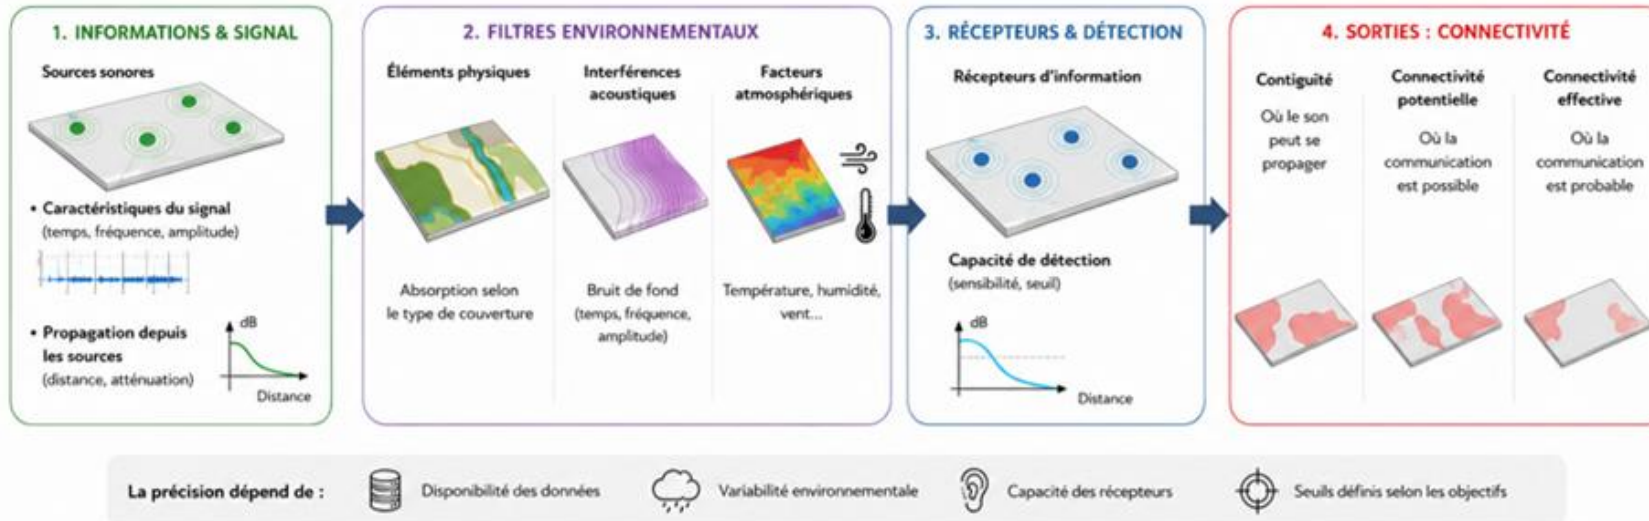 1. INFORMATIONS & SIGNAL
Sources sonores
• Caractéristiques du signal
(temps, fréquence, amplitude)
• Propagation depuis
les sources
(distance, atténuation)
dB
Distance
2. FILTRES ENVIRONNEMENTAUX
Éléments physiques
Absorption selon
le type de couverture
Interférences
acoustiques
Bruit de fond
(temps, fréquence,
amplitude)
Facteurs
atmosphériques
Température, humidité,
vent...
3. RÉCEPTEURS & DÉTECTION
Récepteurs d'information
Capacité de détection
(sensibilité, seuil)
dB
Distance
4. SORTIES : CONNECTIVITÉ
Contiguïté
Où le son
peut se
propager
Connectivité
potentielle
Où la
communication
est possible
Connectivité
effective
Où la
communication
est probable
La précision dépend de :
Disponibilité des données
Variabilité environnementale
Capacité des récepteurs
Seuils définis selon les objectifs